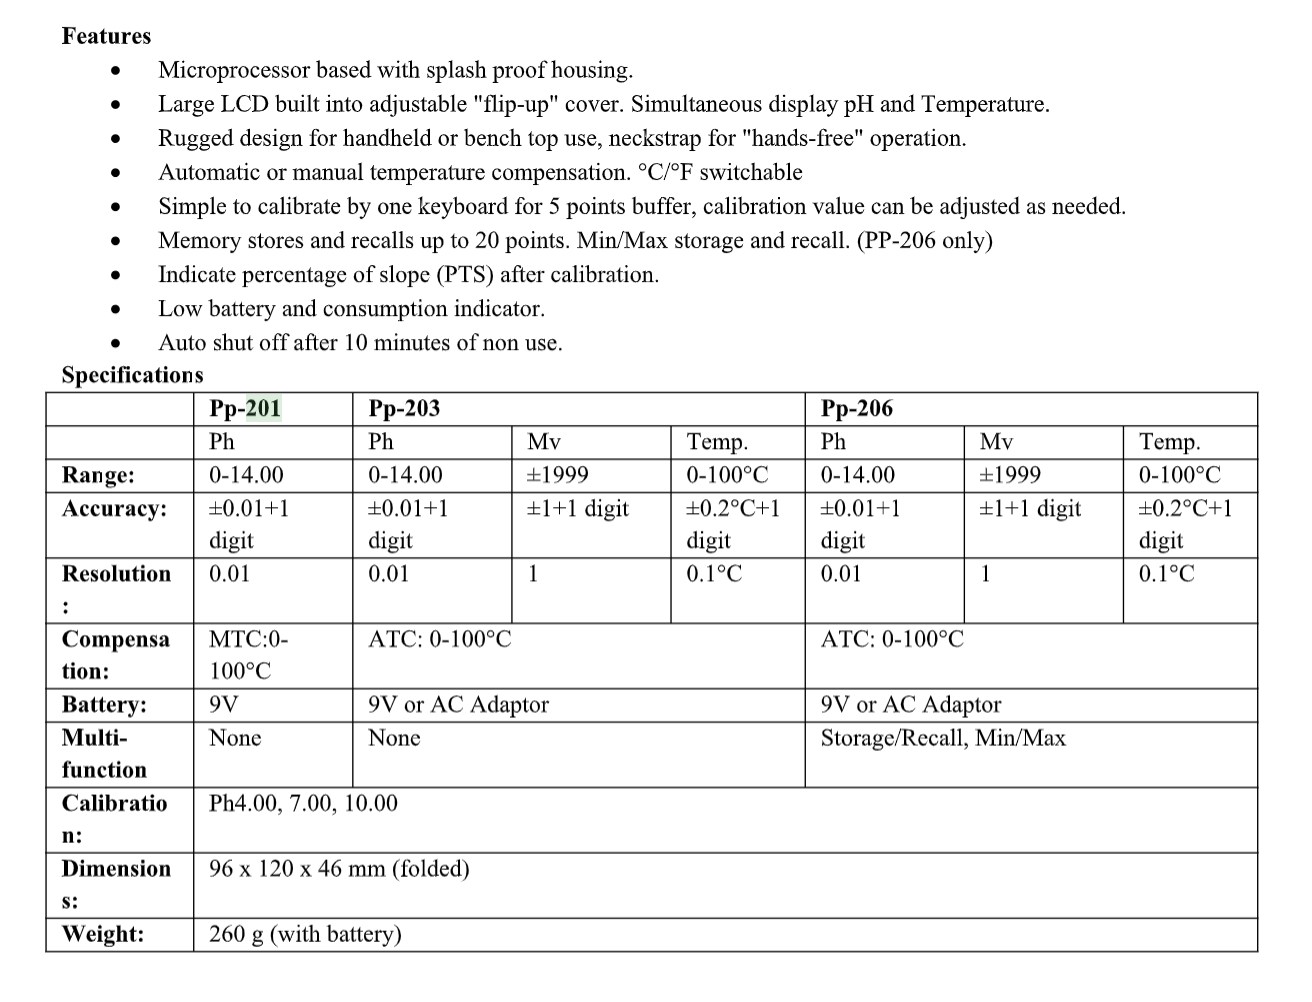 Features
• Microprocessor based with splash proof housing.
• Large LCD built into adjustable "flip-up" cover. Simultaneous display pH and Temperature.
• Rugged design for handheld or bench top use, neckstrap for "hands-free" operation.
• Automatic or manual temperature compensation. °C/°F switchable
• Simple to calibrate by one keyboard for 5 points buffer, calibration value can be adjusted as needed.
• Memory stores and recalls up to 20 points. Min/Max storage and recall. (PP-206 only)
• Indicate percentage of slope (PTS) after calibration.
• Low battery and consumption indicator.
• Auto shut off after 10 minutes of non use.
Specifications
Pp-201 Pp-203 Pp-206
Ph Ph Mv Temp. Ph Mv Temp.
Range: 0-14.00 0-14.00 ±1999 0-100°C 0-14.00 ±1999 0-100°C
Accuracy: ±0.01+1 ±0.01+1 ±1+1 digit ±0.2°C+1 ±0.01+1 ±1+1 digit ±0.2°C+1
digit digit digit digit digit
Resolution 0.01 0.01 1 0.1°C 0.01 1 0.1°C
:
Compensa MTC:0- ATC: 0-100°C ATC: 0-100°C
tion: 100°C
Battery: 9V 9V or AC Adaptor 9V or AC Adaptor
Multi- None None Storage/Recall, Min/Max
function
Calibratio Ph4.00, 7.00, 10.00
n:
Dimension 96 x 120 x 46 mm (folded)
s:
Weight: 260 g (with battery)